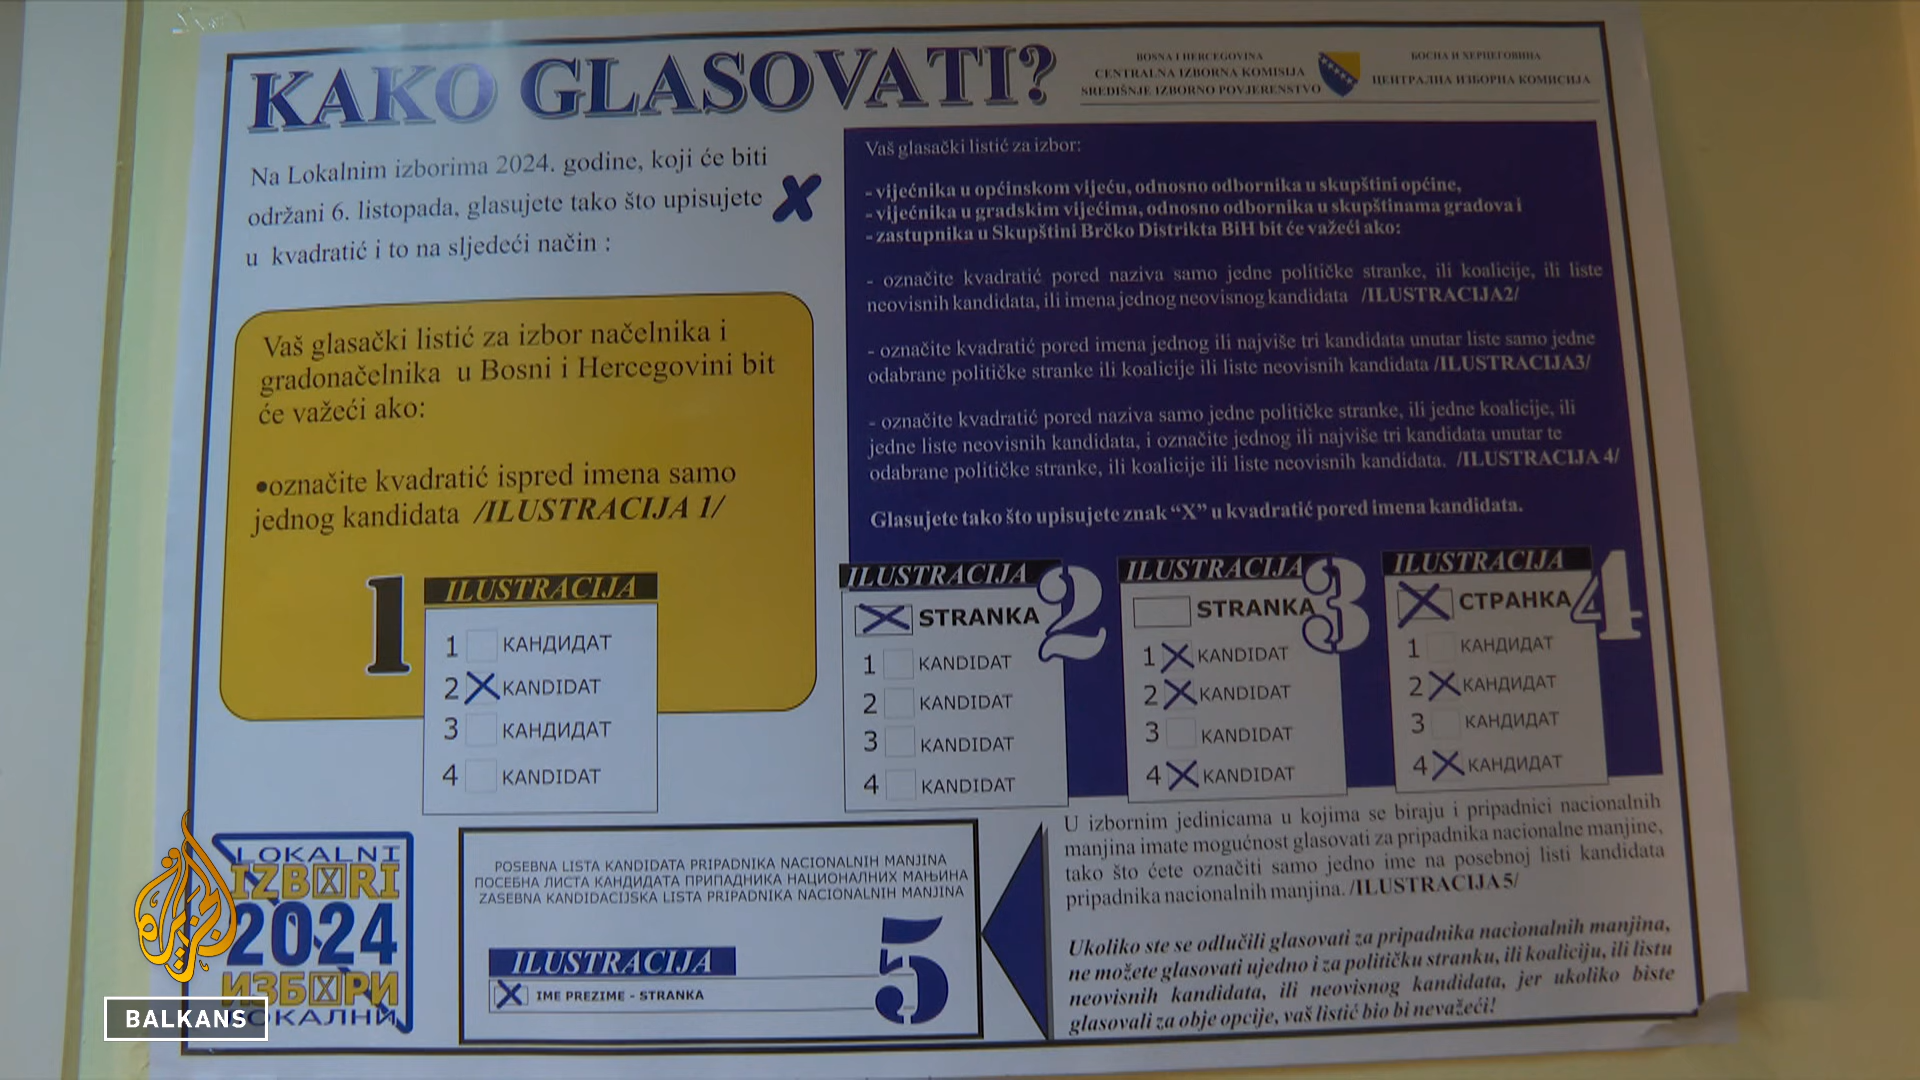 KAKO GLASOVATI?
BOSNA I HERCEGOVINA
CENTRALNA IZBORNA KOMISIJA
SREDIŠNJE IZBORNO POVJERENSTVO
БОСНА И ХЕРЦЕГОВИНА
ЦЕНТРАЛНА ИЗБОРНА КОМИСИЈА
Na Lokalnim izborima 2024. godine, koji će biti
održani 6. listopada, glasujete tako što upisujete X
u kvadratić i to na sljedeći način :
Vaš glasački listić za izbor načelnika i
gradonačelnika u Bosni i Hercegovini bit
će važeći ako:
•označite kvadratić ispred imena samo
jednog kandidata /ILUSTRACIJA 1/
1 ILUSTRACIJA
1 КАНДИДАТ
2 X KANDIDAT
3 КАНДИДАТ
4 KANDIDAT
Vaš glasački listić za izbor:
- vijećnika u općinskom vijeću, odnosno odbornika u skupštini općine,
- vijećnika u gradskim vijećima, odnosno odbornika u skupštinama gradova i
- zastupnika u Skupštini Brčko Distrikta BiH bit će važeći ako:
- označite kvadratić pored naziva samo jedne političke stranke, ili koalicije, ili liste
neovisnih kandidata, ili imena jednog neovisnog kandidata /ILUSTRACIJA2/
- označite kvadratić pored imena jednog ili najviše tri kandidata unutar liste samo jedne
odabrane političke stranke ili koalicije ili liste neovisnih kandidata /ILUSTRACIJA3/
- označite kvadratić pored naziva samo jedne političke stranke, ili jedne koalicije, ili
jedne liste neovisnih kandidata, i označite jednog ili najviše tri kandidata unutar te
odabrane političke stranke, ili koalicije ili liste neovisnih kandidata. /ILUSTRACIJA 4/
Glasujete tako što upisujete znak “X” u kvadratić pored imena kandidata.
ILUSTRACIJA 2
X STRANKA
1 KANDIDAT
2 KANDIDAT
3 KANDIDAT
4 KANDIDAT
ILUSTRACIJA 3
STRANKA
1 X KANDIDAT
2 X KANDIDAT
3 KANDIDAT
4 X KANDIDAT
ILUSTRACIJA 4
X СТРАНКА
1 КАНДИДАТ
2 X КАНДИДАТ
3 КАНДИДАТ
4 X КАНДИДАТ
LOKALNI
IZBORI
2024
ИЗБОРИ
ЛОКАЛНИ
POSEBNA LISTA KANDIDATA PRIPADNIKA NACIONALNIH MANJINA
ПОСЕБНА ЛИСТА КАНДИДАТА ПРИПАДНИКА НАЦИОНАЛНИХ МАЊИНА
ZASEBNA KANDIDACIJSKA LISTA PRIPADNIKA NACIONALNIH MANJINA
ILUSTRACIJA 5
X IME PREZIME - STRANKA
U izbornim jedinicama u kojima se biraju i pripadnici nacionalnih
manjina imate mogućnost glasovati za pripadnika nacionalne manjine,
tako što ćete označiti samo jedno ime na posebnoj listi kandidata
pripadnika nacionalnih manjina. /ILUSTRACIJA5/
Ukoliko ste se odlučili glasovati za pripadnika nacionalnih manjina,
ne možete glasovati ujedno i za političku stranku, ili koaliciju, ili listu
neovisnih kandidata, ili neovisnog kandidata, jer ukoliko biste
glasovali za obje opcije, vaš listić bio bi nevažeći!
BALKANS